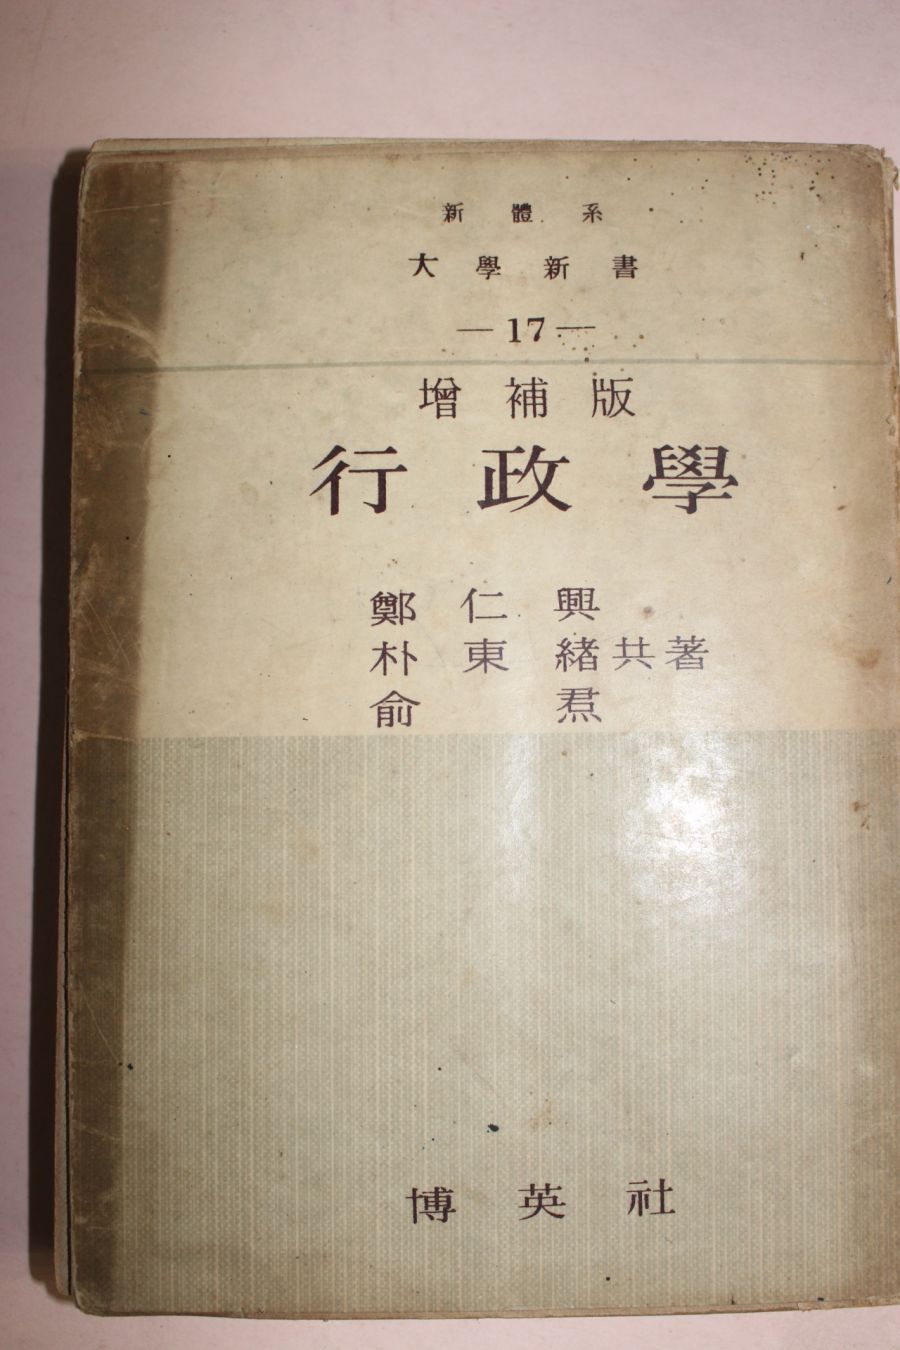 新體系
大學新書
— 17 —
增補版
行政學
鄭仁興
朴東緖 共著
兪焄
博英社